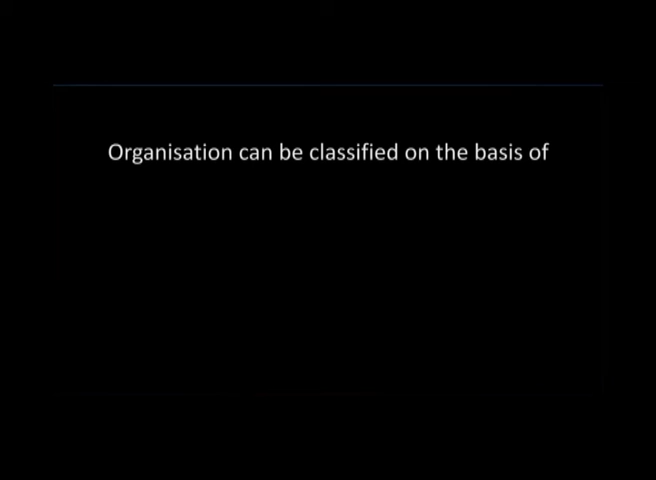 Organisation can be classified on the basis of